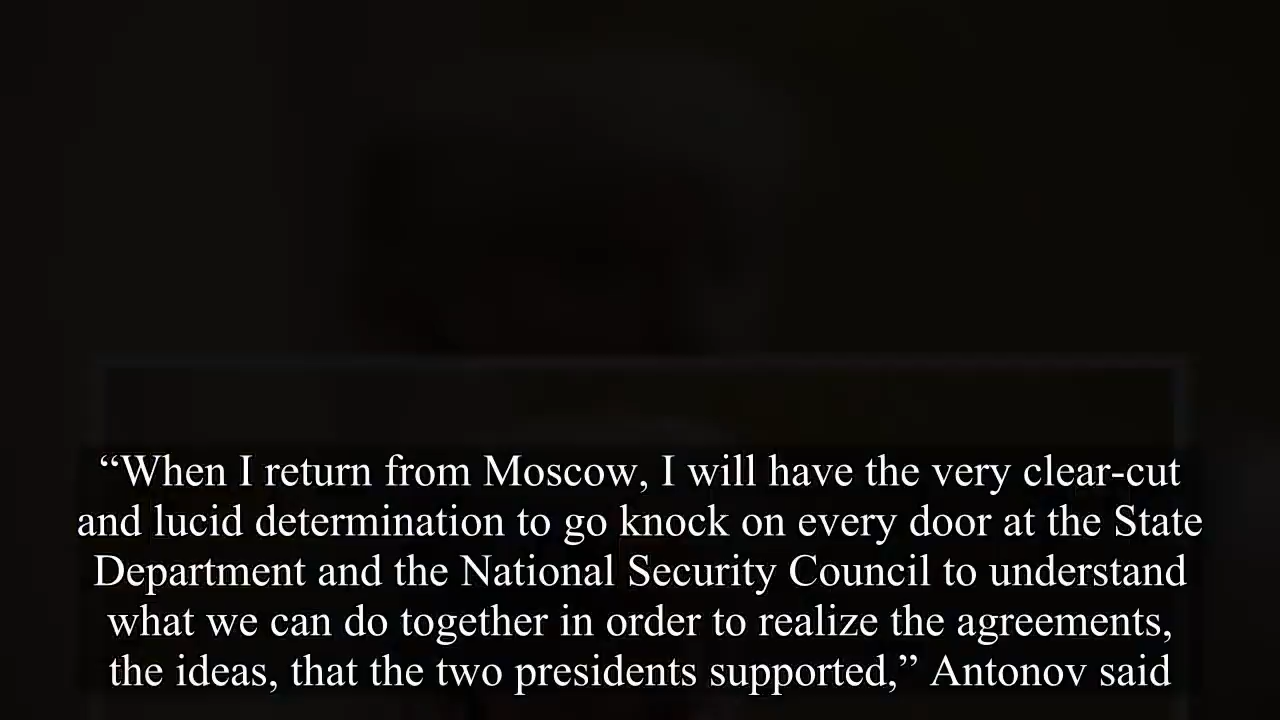 “When I return from Moscow, I will have the very clear-cut
and lucid determination to go knock on every door at the State
Department and the National Security Council to understand
what we can do together in order to realize the agreements,
the ideas, that the two presidents supported,” Antonov said